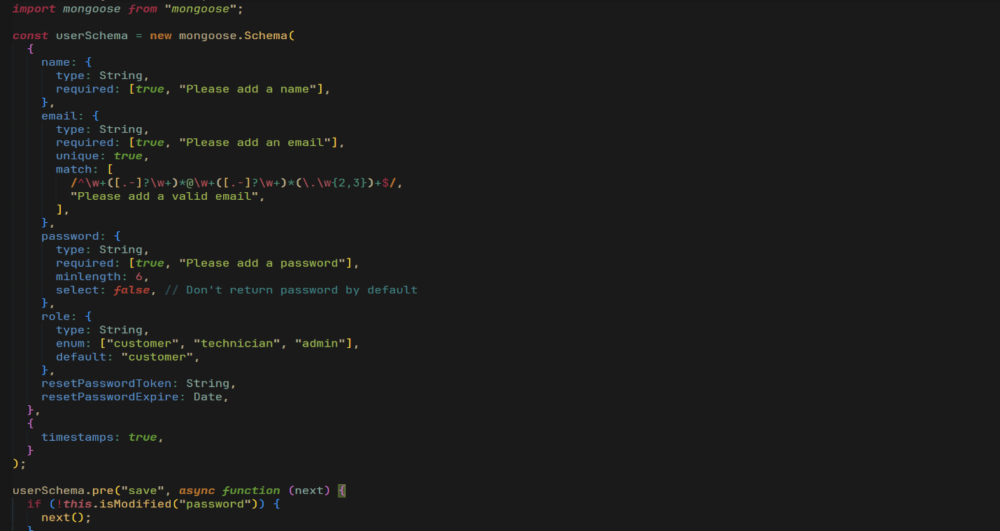 import mongoose from "mongoose";
const userSchema = new mongoose.Schema(
  {
    name: {
      type: String,
      required: [true, "Please add a name"],
    },
    email: {
      type: String,
      required: [true, "Please add an email"],
      unique: true,
      match: [
        /^\w+([.-]?\w+)*@\w+([.-]?\w+)*(\.\w{2,3})+$/,
        "Please add a valid email",
      ],
    },
    password: {
      type: String,
      required: [true, "Please add a password"],
      minlength: 6,
      select: false, // Don't return password by default
    },
    role: {
      type: String,
      enum: ["customer", "technician", "admin"],
      default: "customer",
    },
    resetPasswordToken: String,
    resetPasswordExpire: Date,
  },
  {
    timestamps: true,
  }
);
userSchema.pre("save", async function (next) {
  if (!this.isModified("password")) {
    next();
  }